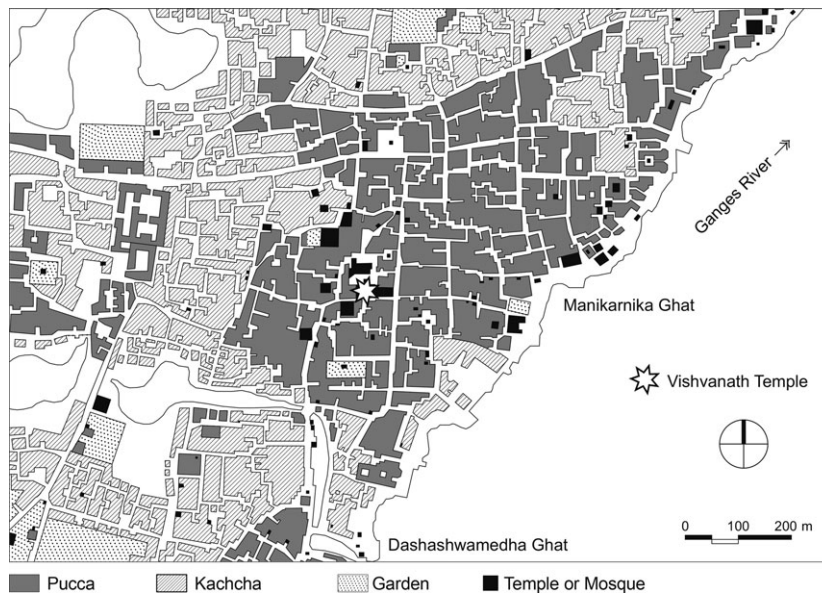 Ganges River
Manikarnika Ghat
Vishvanath Temple
0 100 200 m
Dashashwamedha Ghat
Pucca Kachcha Garden Temple or Mosque